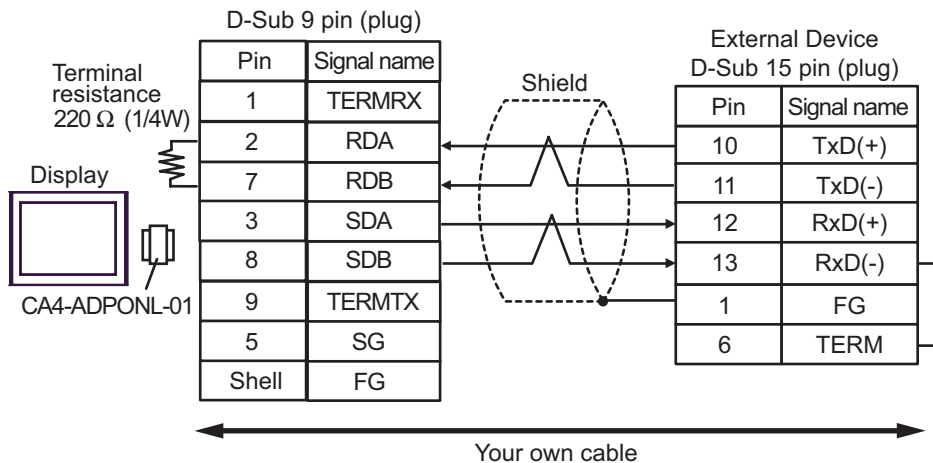 D-Sub 9 pin (plug)
External Device
D-Sub 15 pin (plug)
Terminal
resistance
220 Ω (1/4W)
Display
CA4-ADPONL-01
Shield
Pin Signal name
1 TERMRX
2 RDA
7 RDB
3 SDA
8 SDB
9 TERMTX
5 SG
Shell FG
Pin Signal name
10 TxD(+)
11 TxD(-)
12 RxD(+)
13 RxD(-)
1 FG
6 TERM
Your own cable